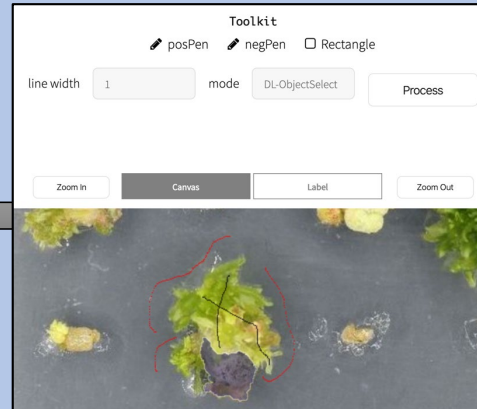 Toolkit
posPen negPen Rectangle
line width 1 mode DL-ObjectSelect Process
Zoom In Canvas Label Zoom Out